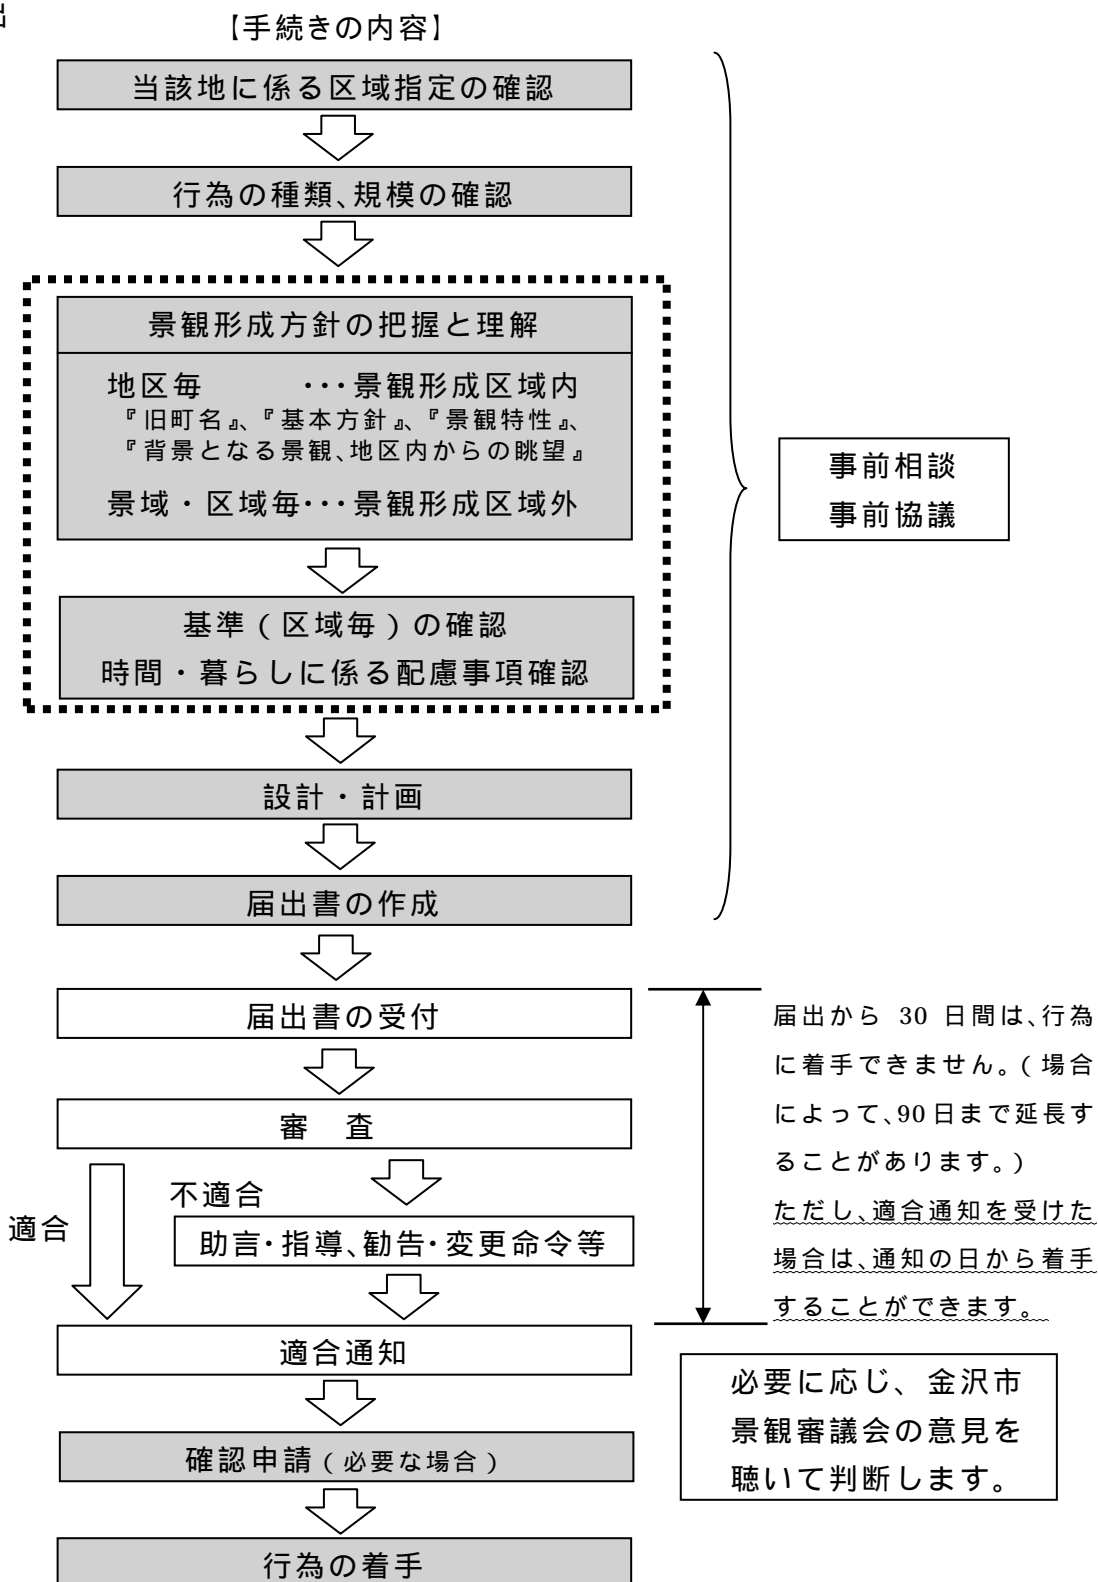 出
【手続きの内容】
当該地に係る区域指定の確認
行為の種類、規模の確認
景観形成方針の把握と理解
地区毎　　　・・・景観形成区域内
『旧町名』、『基本方針』、『景観特性』、
『背景となる景観、地区内からの眺望』
景域・区域毎・・・景観形成区域外
基準（区域毎）の確認
時間・暮らしに係る配慮事項確認
設計・計画
届出書の作成
事前相談
事前協議
届出書の受付
審　査
適合
不適合
助言・指導、勧告・変更命令等
適合通知
確認申請（必要な場合）
行為の着手
届出から 30 日間は、行為
に着手できません。（場合
によって、90日まで延長す
ることがあります。）
ただし、適合通知を受けた
場合は、通知の日から着手
することができます。
必要に応じ、金沢市
景観審議会の意見を
聴いて判断します。